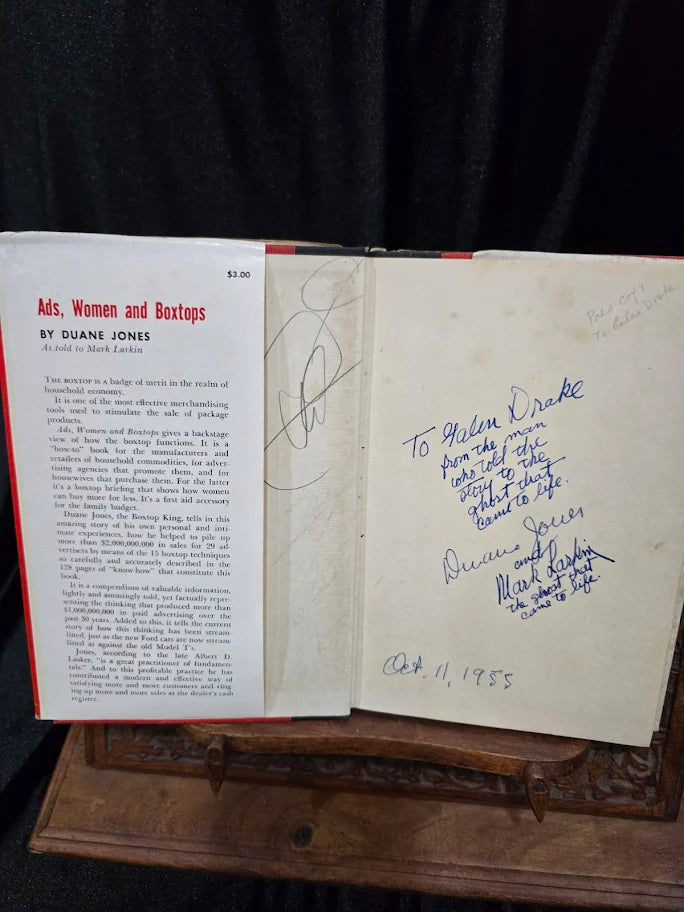 $3.00
Ads, Women and Boxtops
BY DUANE JONES
As told to Mark Larkin
THE BOXTOP IS a badge of merit in the realm of
household economy.
It is one of the most effective merchandising
tools used to stimulate the sale of package
products.
Ads, Women and Boxtops gives a backstage
view of how the boxtop functions. It is a
"how-to" book for the manufacturers and
retailers of household commodities, for adver-
tising agencies that promote them, and for
housewives that purchase them. For the latter
it's a boxtop briefing that shows how women
can buy more for less. It's a first aid accessory
for the family budget.
Duane Jones, the Boxtop King, tells in this
amazing story of his own personal and inti-
mate experiences, how he helped to pile up
more than $2,000,000,000 in sales for 29 ad-
vertisers by means of the 15 boxtop techniques
so carefully and accurately described in the
128 pages of "know-how" that constitute this
book.
It is a compendium of valuable information,
lightly and amusingly told, yet factually repre-
senting the thinking that produced more than
$1,000,000,000 in paid advertising over the
past 30 years. Added to this, it tells the current
story of how this thinking has been stream-
lined, just as the new Ford cars are now stream-
lined as against the old Model T's.
Jones, according to the late Albert D.
Lasker, "is a great practitioner of fundamen-
tals." And to this profitable practice he has
contributed a modern and effective way of
satisfying more and more customers and ring-
ing up more and more sales at the dealer's cash
register.
Copy
To Galen Drake
To Galen Drake
from the man
who told the
story to the
ghost that
came to life.
Duane Jones
and
Mark Larkin
the ghost that
came to life.
Oct. 11, 1955